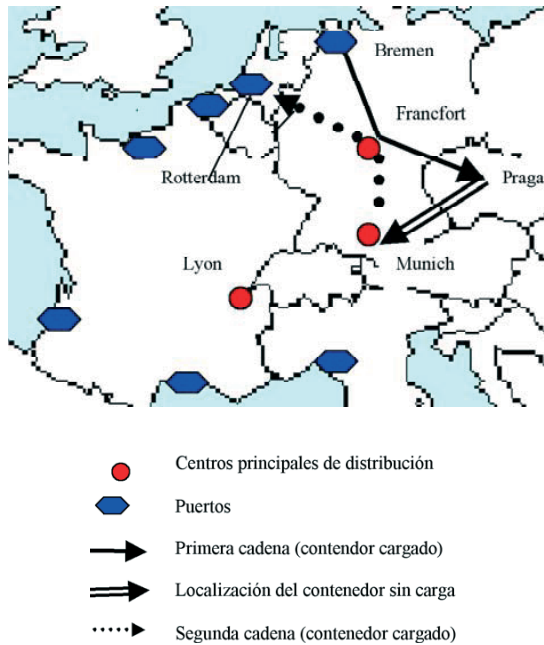 Bremen
Francfort
Rotterdam
Praga
Lyon
Munich
Centros principales de distribución
Puertos
Primera cadena (contendor cargado)
Localización del contenedor sin carga
Segunda cadena (contenedor cargado)